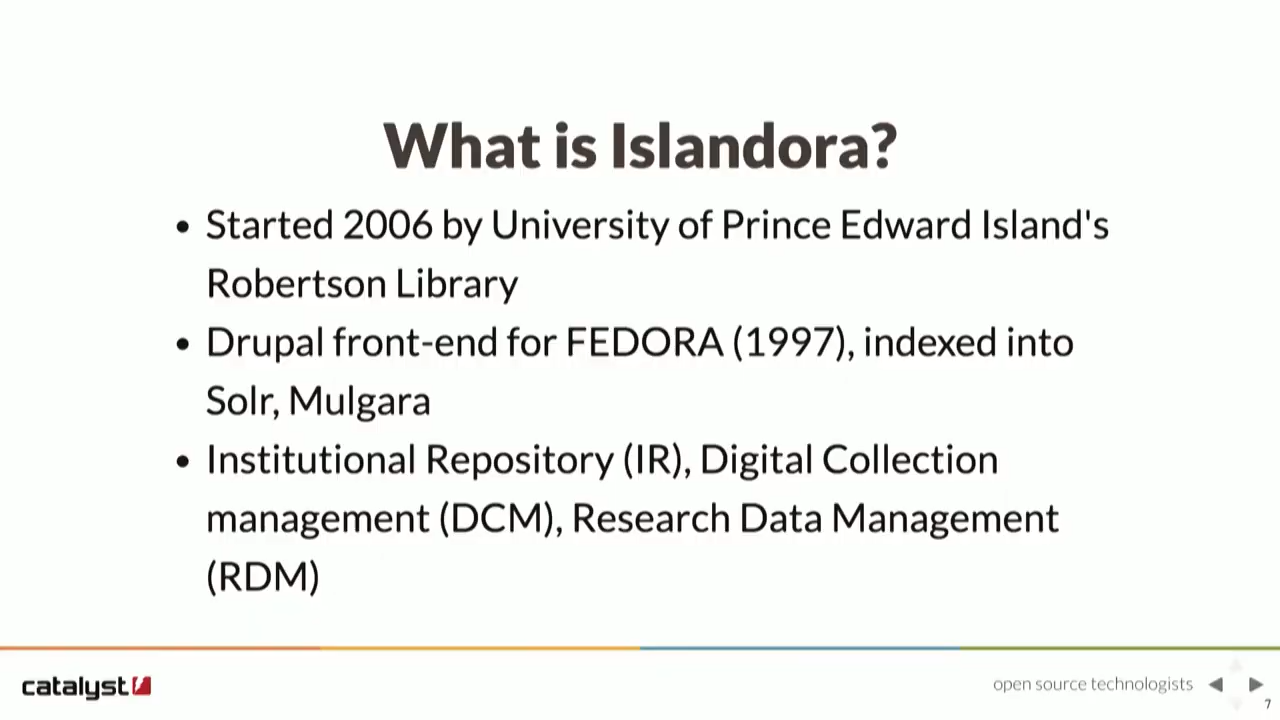 What is Islandora?
• Started 2006 by University of Prince Edward Island's
Robertson Library
• Drupal front-end for FEDORA (1997), indexed into
Solr, Mulgara
• Institutional Repository (IR), Digital Collection
management (DCM), Research Data Management
(RDM)
catalyst
open source technologists
7